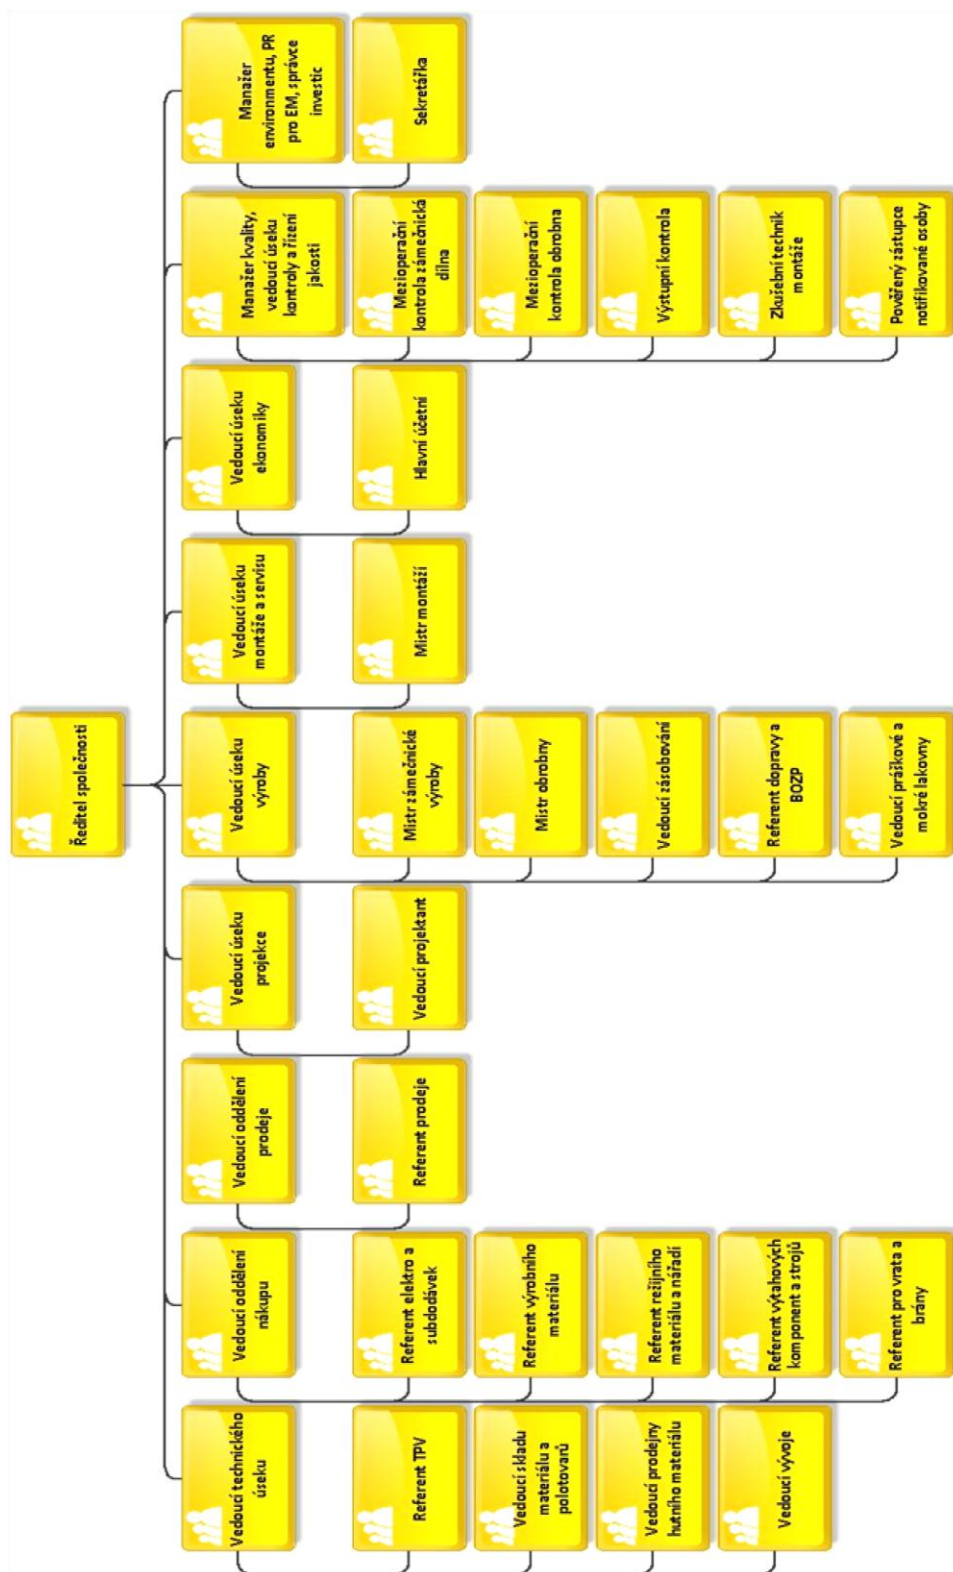 Ředitel společnosti
Vedoucí technického
úseku
Referent TPV
Vedoucí skladu
materiálu a
polotovarů
Vedoucí prodejny
hutního materiálu
Vedoucí vývoje
Vedoucí oddělení
nákupu
Referent elektro a
subdodávek
Referent výrobního
materiálu
Referent režijního
materiálu a nářadí
Referent výtahových
komponent a strojů
Referent pro vrata a
brány
Vedoucí oddělení
prodeje
Referent prodeje
Vedoucí úseku
projekce
Vedoucí projektant
Vedoucí úseku
výroby
Mistr zámečnické
výroby
Mistr obrobny
Vedoucí zásobování
Referent dopravy a
BOZP
Vedoucí práškové a
mokré lakovny
Vedoucí úseku
montáže a servisu
Mistr montáží
Vedoucí úseku
ekonomiky
Hlavní účetní
Manažer kvality,
vedoucí úseku
kontroly a řízení
jakosti
Mezioperační
kontrola zámečnická
dílna
Mezioperační
kontrola obrobna
Výstupní kontrola
Zkušební technik
montáže
Pověřený zástupce
notifikované osoby
Manažer
environmentu, PR
pro EM, správce
investic
Sekretářka